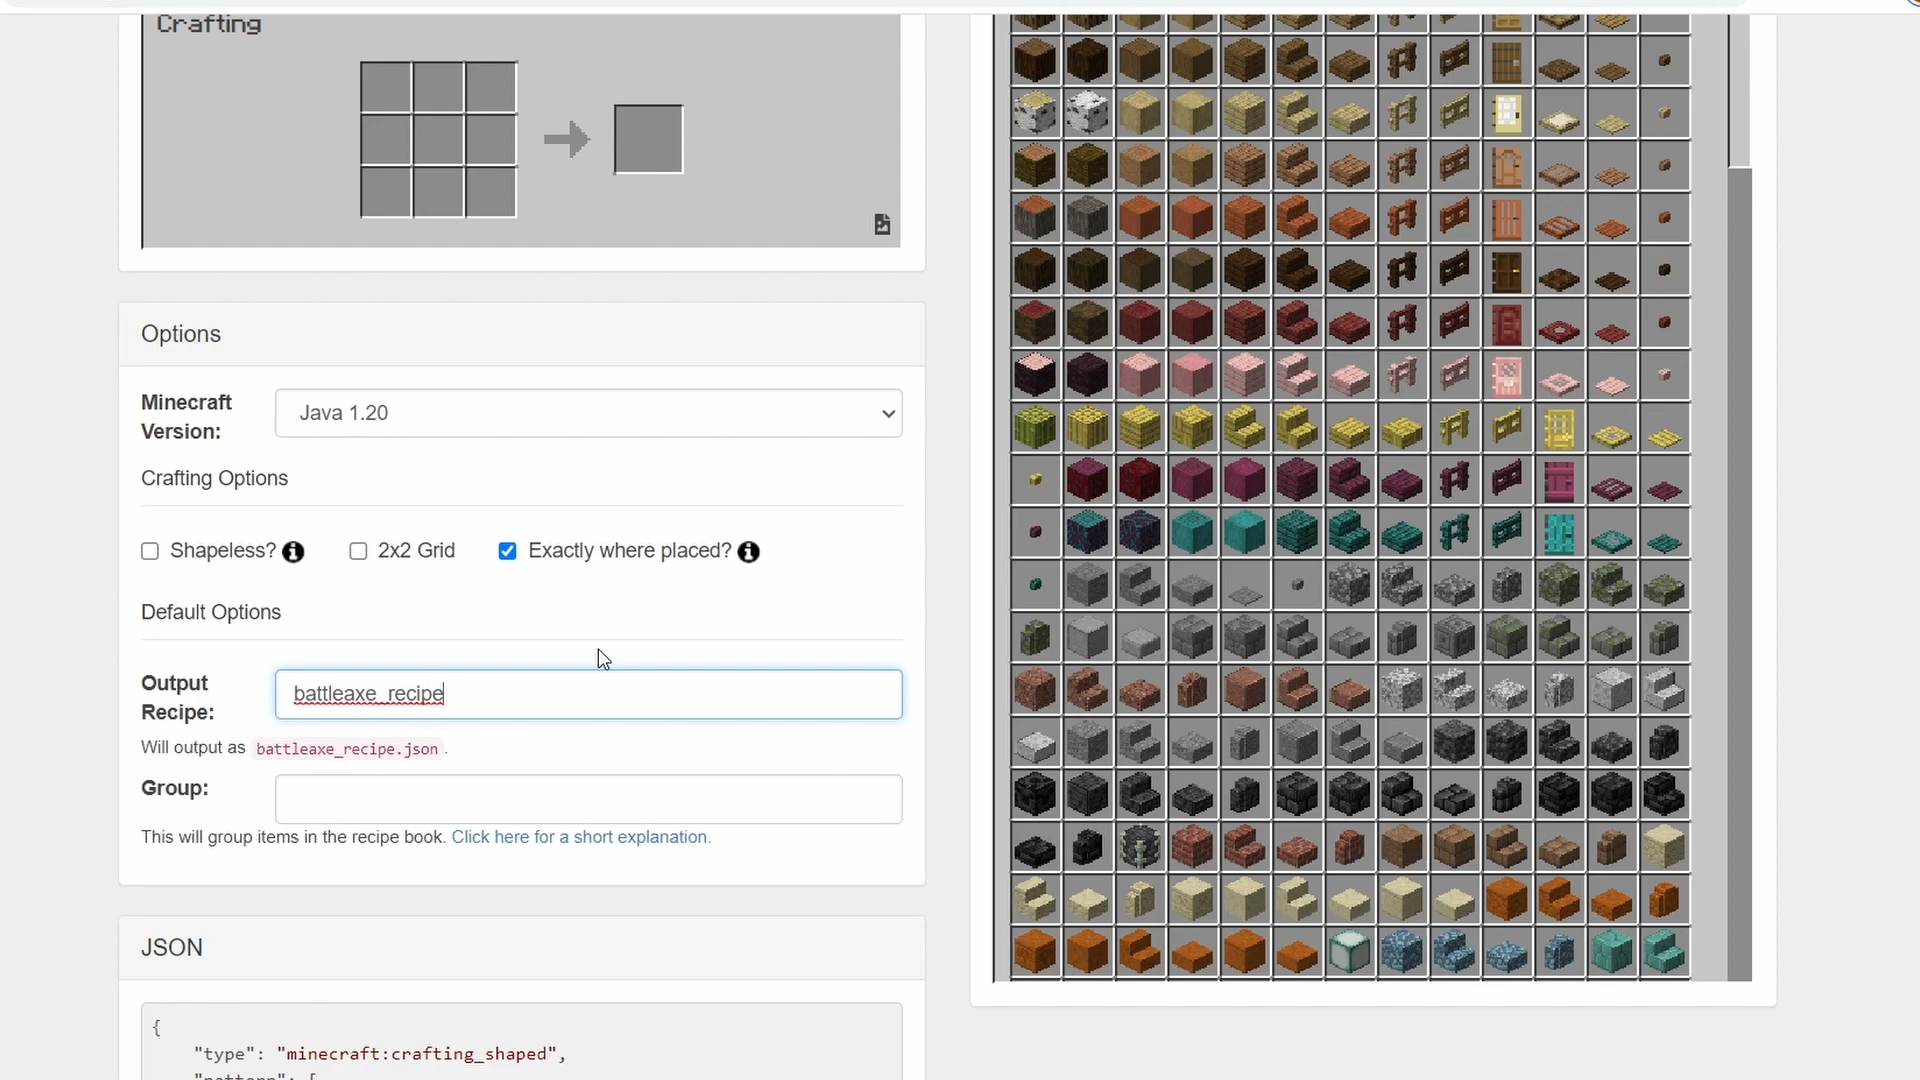 Crafting
Options
Minecraft
Version:
Java 1.20
Crafting Options
Shapeless?
2x2 Grid
Exactly where placed?
Default Options
Output
Recipe:
battleaxe_recipe
Will output as battleaxe_recipe.json .
Group:
This will group items in the recipe book. Click here for a short explanation.
JSON
{
"type": "minecraft:crafting_shaped",
"pattern": [